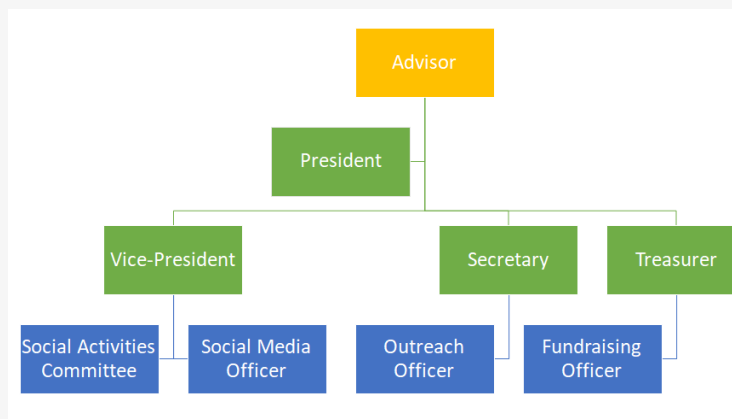 Advisor
President
Vice-President
Secretary
Treasurer
Social Activities
Committee
Social Media
Officer
Outreach
Officer
Fundraising
Officer